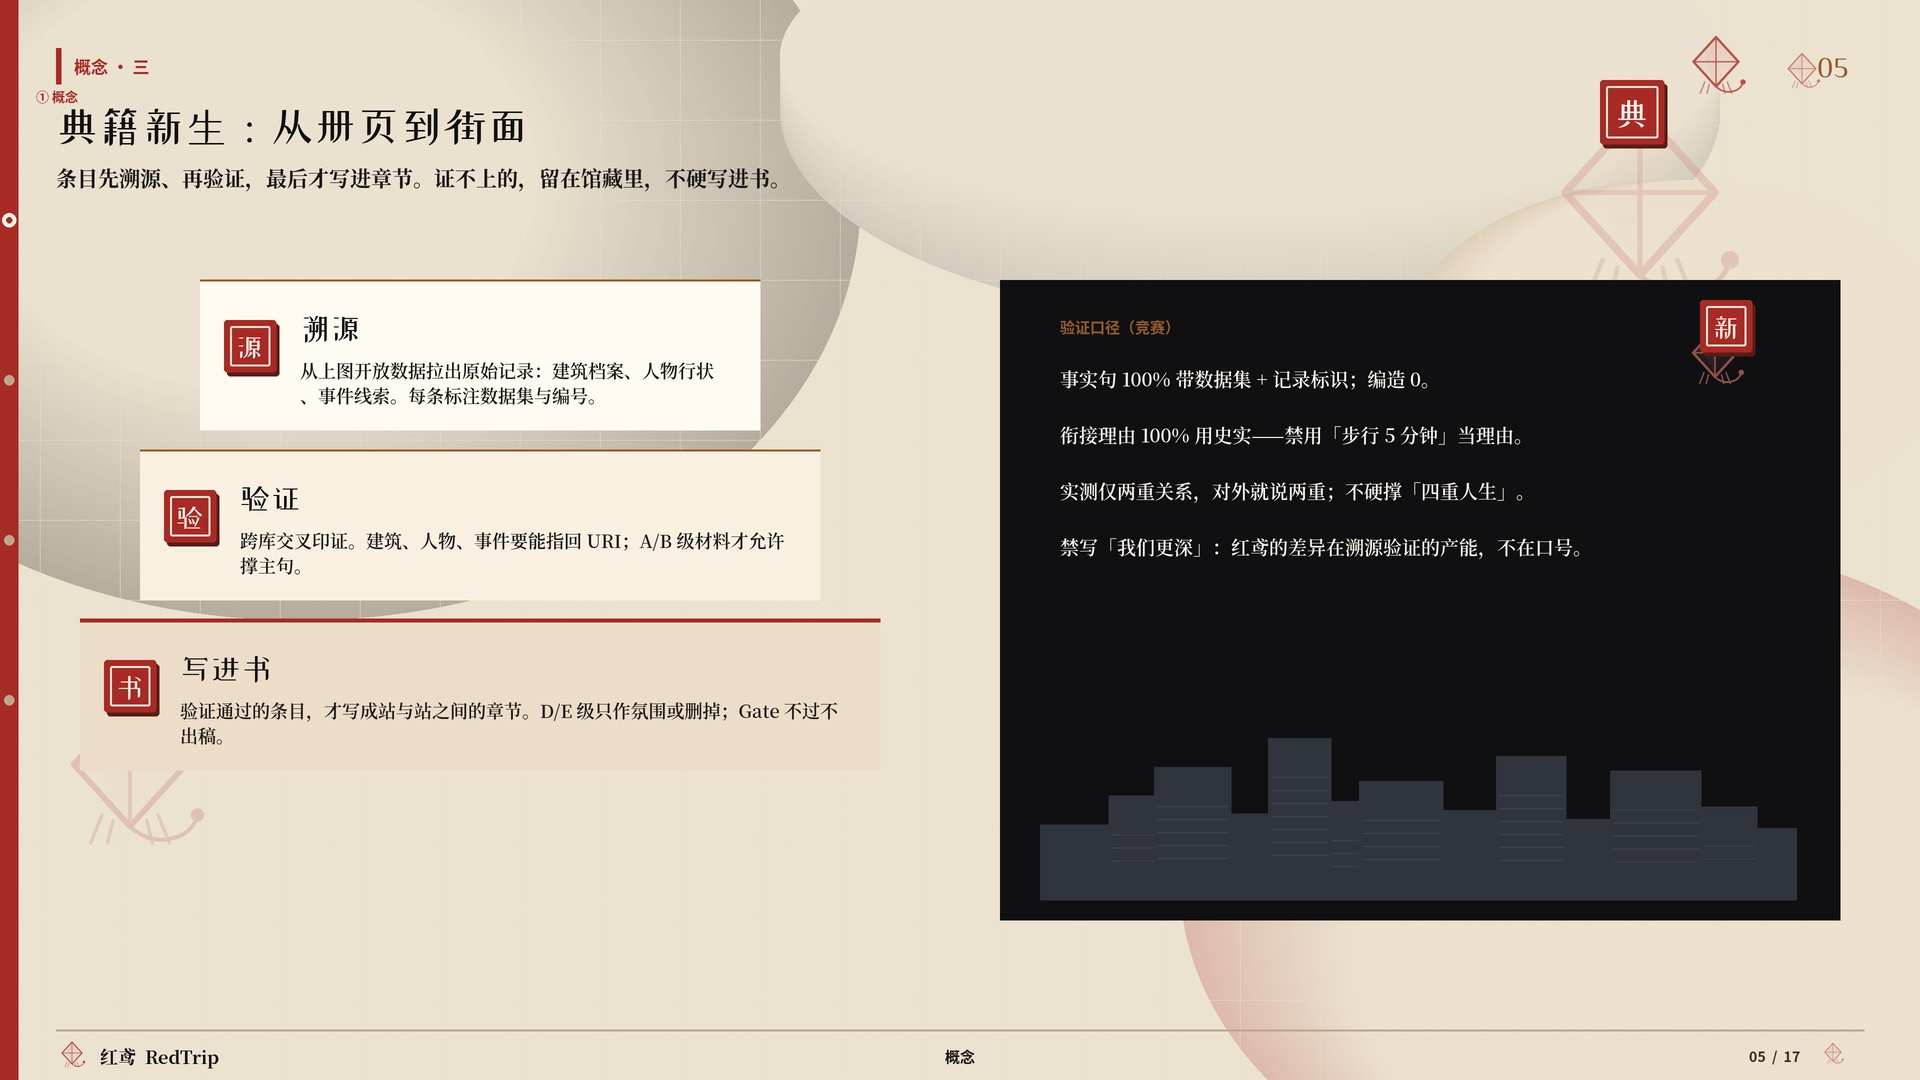 概念 · 三
① 概念
典籍新生：从册页到街面
条目先溯源、再验证，最后才写进章节。证不上的，留在馆藏里，不硬写进书。
05
典
源
溯源
从上图开放数据拉出原始记录：建筑档案、人物行状
、事件线索。每条标注数据集与编号。
验
验证
跨库交叉印证。建筑、人物、事件要能指回 URI；A/B 级材料才允许
撑主句。
书
写进书
验证通过的条目，才写成站与站之间的章节。D/E 级只作氛围或删掉；Gate 不过不
出稿。
验证口径（竞赛）
新
事实句 100% 带数据集 + 记录标识；编造 0。
衔接理由 100% 用史实——禁用「步行 5 分钟」当理由。
实测仅两重关系，对外就说两重；不硬撑「四重人生」。
禁写「我们更深」：红鸢的差异在溯源验证的产能，不在口号。
红鸢 RedTrip
概念
05 / 17